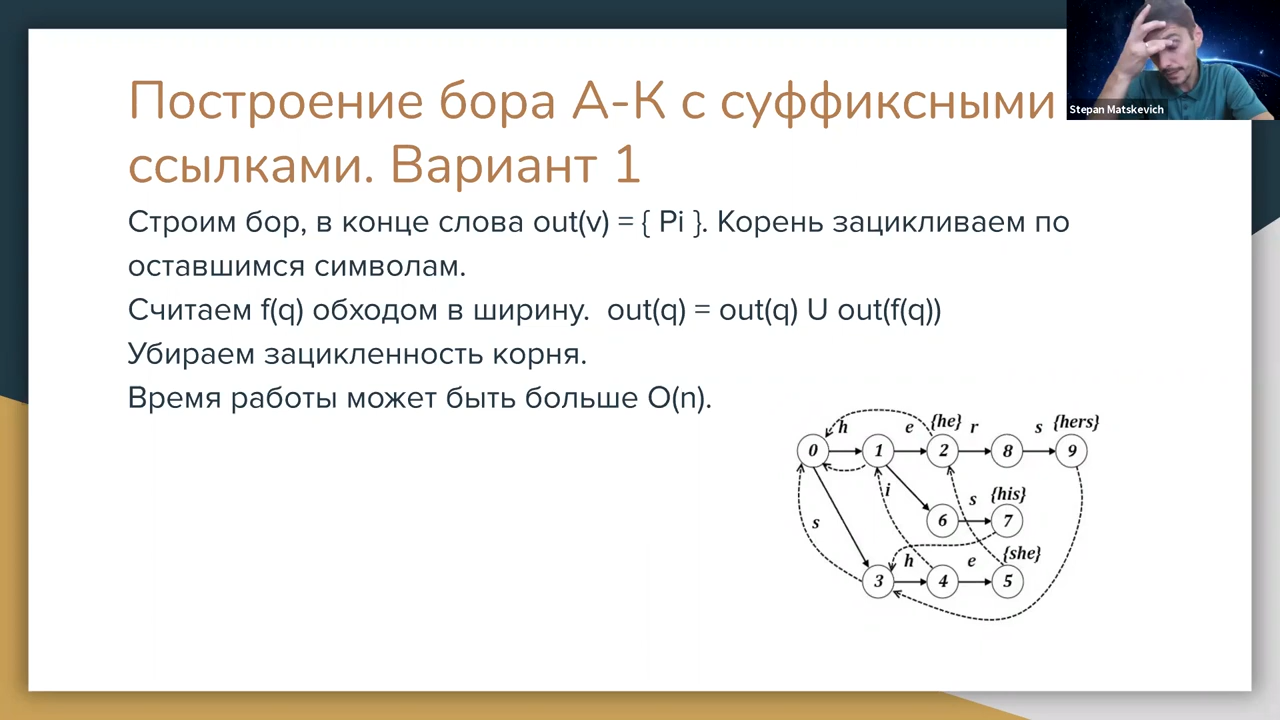 Построение бора А-К с суффиксными
ссылками. Вариант 1
Stepan Matskevich
Строим бор, в конце слова out(v) = { Pi }. Корень зацикливаем по
оставшимся символам.
Считаем f(q) обходом в ширину.  out(q) = out(q) U out(f(q))
Убираем зацикленность корня.
Время работы может быть больше O(n).
h e {he} r s {hers}
0 1 2 8 9
i s {his}
6 7
s
h e {she}
3 4 5